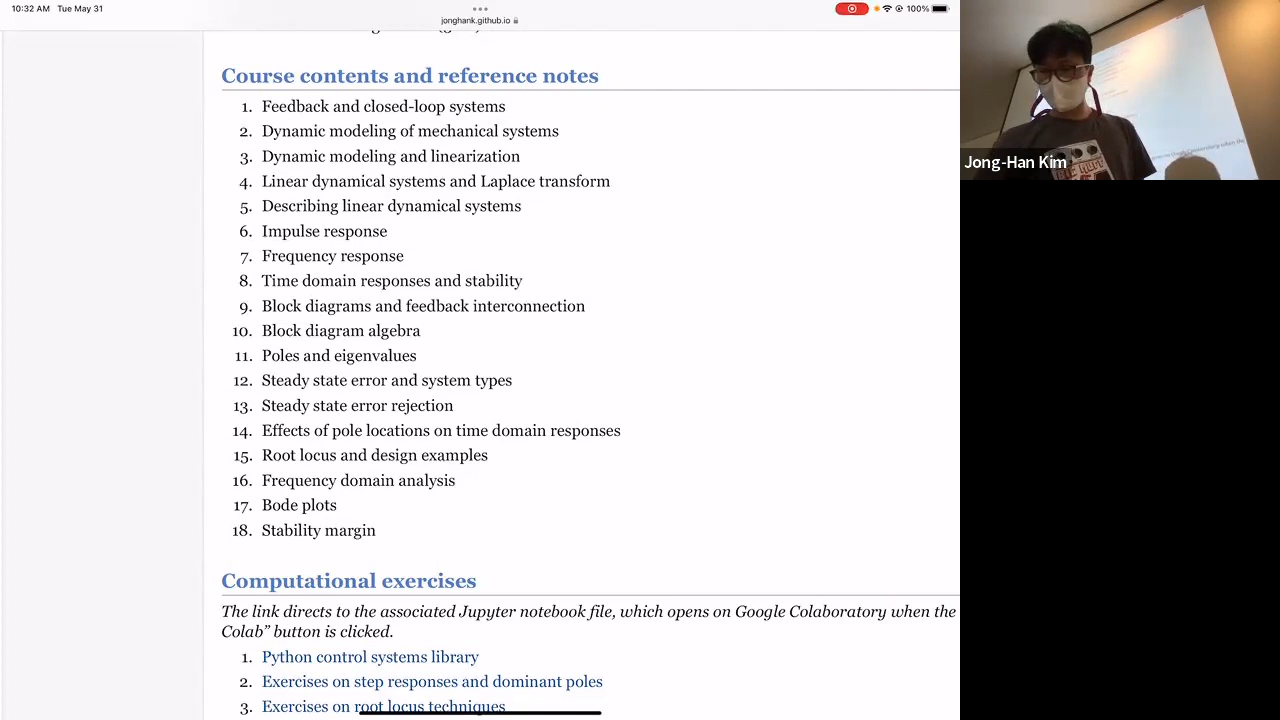 10:32 AM Tue May 31
jonghank.github.io
100%
Course contents and reference notes
1. Feedback and closed-loop systems
2. Dynamic modeling of mechanical systems
3. Dynamic modeling and linearization
4. Linear dynamical systems and Laplace transform
5. Describing linear dynamical systems
6. Impulse response
7. Frequency response
8. Time domain responses and stability
9. Block diagrams and feedback interconnection
10. Block diagram algebra
11. Poles and eigenvalues
12. Steady state error and system types
13. Steady state error rejection
14. Effects of pole locations on time domain responses
15. Root locus and design examples
16. Frequency domain analysis
17. Bode plots
18. Stability margin
Computational exercises
The link directs to the associated Jupyter notebook file, which opens on Google Colaboratory when the
Colab” button is clicked.
1. Python control systems library
2. Exercises on step responses and dominant poles
3. Exercises on root locus techniques
Jong-Han Kim